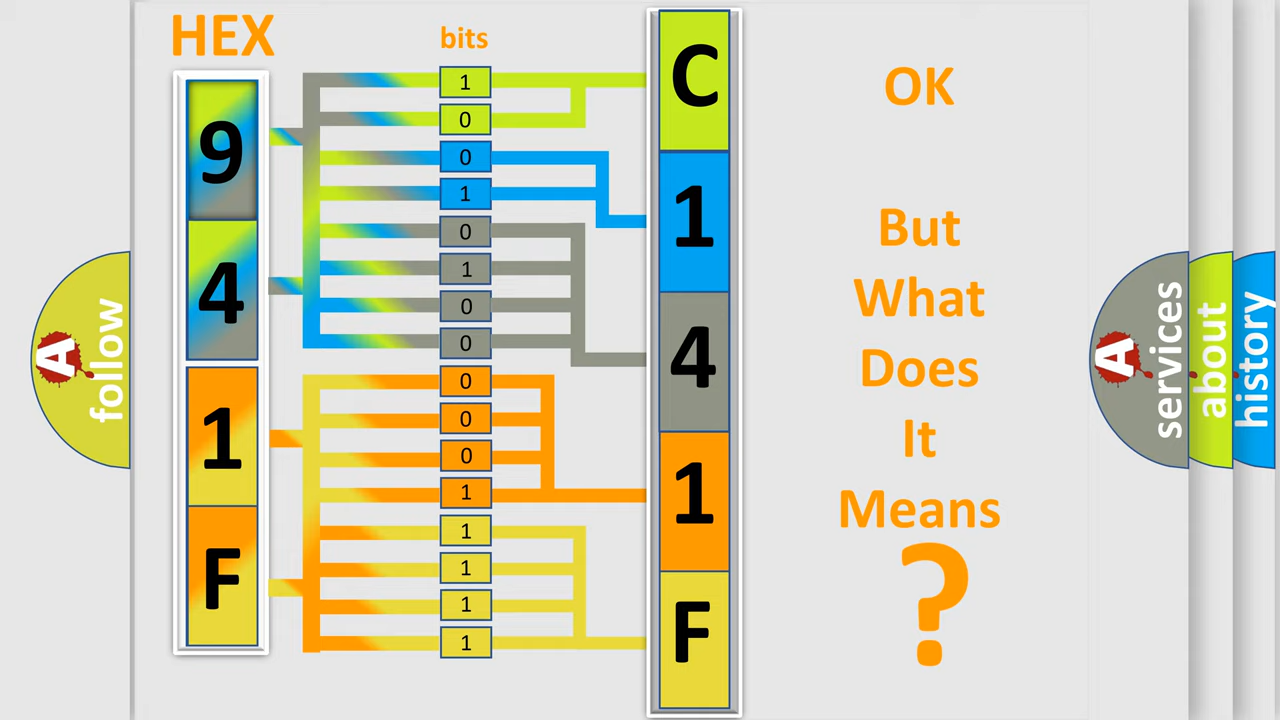 HEX
bits
9
4
1
F
1
0
0
1
0
1
0
0
0
0
0
1
1
1
1
1
C
1
4
1
F
OK
But
What
Does
It
Means
?
A
follow
A
services
about
history